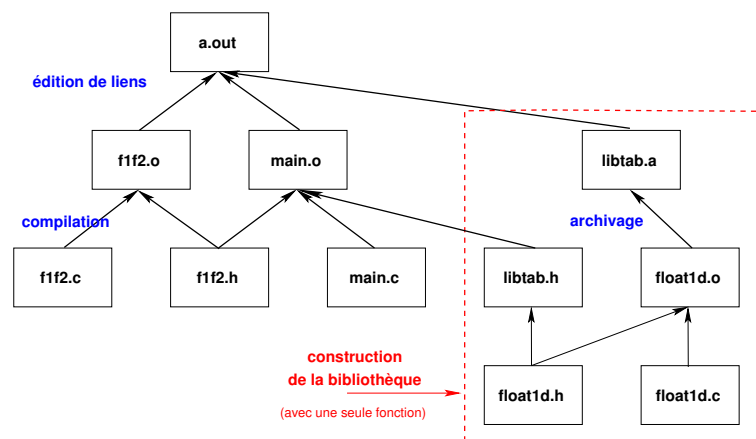 a.out
édition de liens
f1f2.o
main.o
libtab.a
compilation
archivage
f1f2.c
f1f2.h
main.c
libtab.h
float1d.o
construction
de la bibliothèque
(avec une seule fonction)
float1d.h
float1d.c